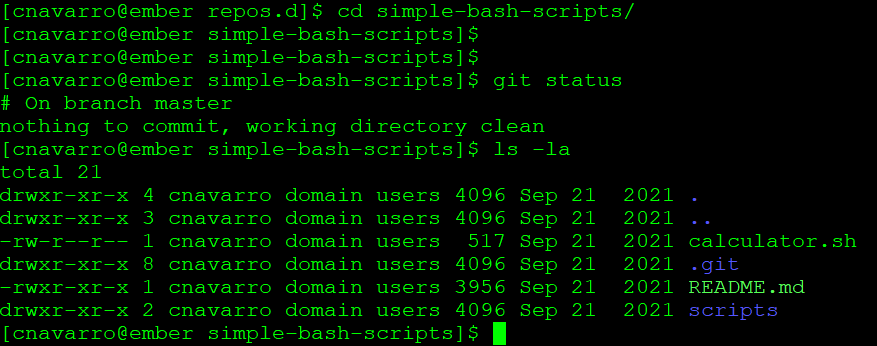 [cnavarro@ember repos.d]$ cd simple-bash-scripts/
[cnavarro@ember simple-bash-scripts]$
[cnavarro@ember simple-bash-scripts]$
[cnavarro@ember simple-bash-scripts]$ git status
# On branch master
nothing to commit, working directory clean
[cnavarro@ember simple-bash-scripts]$ ls -la
total 21
drwxr-xr-x 4 cnavarro domain users 4096 Sep 21  2021 .
drwxr-xr-x 3 cnavarro domain users 4096 Sep 21  2021 ..
-rw-r--r-- 1 cnavarro domain users  517 Sep 21  2021 calculator.sh
drwxr-xr-x 8 cnavarro domain users 4096 Sep 21  2021 .git
-rwxr-xr-x 1 cnavarro domain users 3956 Sep 21  2021 README.md
drwxr-xr-x 2 cnavarro domain users 4096 Sep 21  2021 scripts
[cnavarro@ember simple-bash-scripts]$